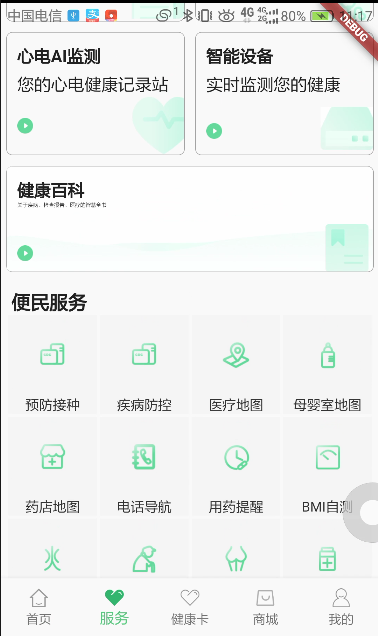 中国电信 1 4G 4G 2G 80% 11:17
DEBUG
心电AI监测
您的心电健康记录站
智能设备
实时监测您的健康
健康百科
便民服务
预防接种 疾病防控 医疗地图 母婴室地图
药店地图 电话导航 用药提醒 BMI自测
首页 服务 健康卡 商城 我的